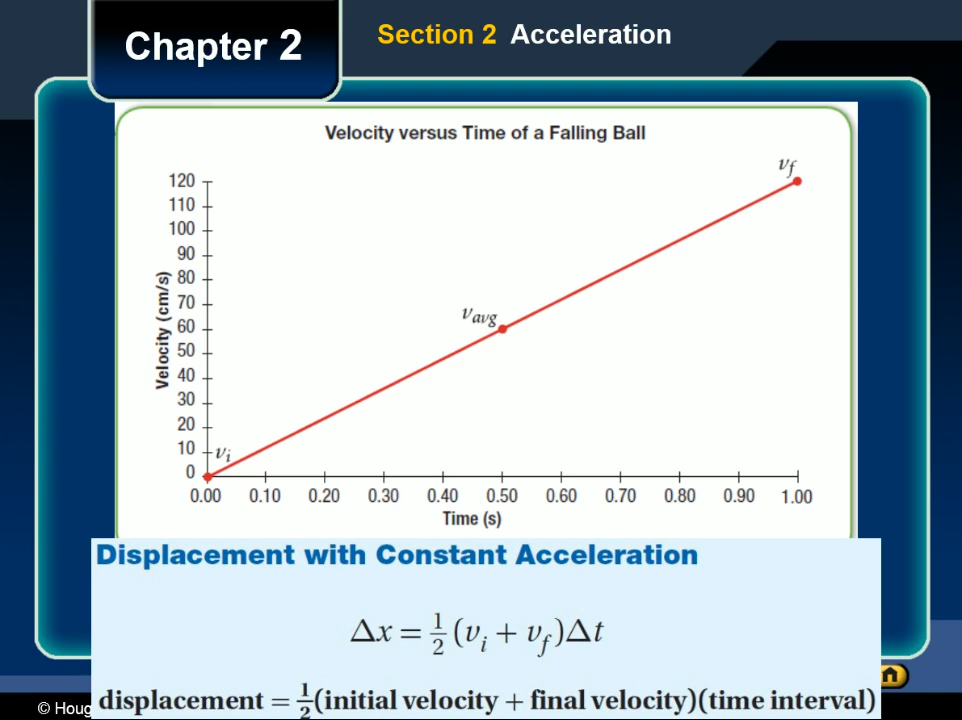 Chapter 2
Section 2 Acceleration
Velocity versus Time of a Falling Ball
Velocity (cm/s)
120
110
100
90
80
70
60
50
40
30
20
10
0
vf
vavg
vi
0.00 0.10 0.20 0.30 0.40 0.50 0.60 0.70 0.80 0.90 1.00
Time (s)
Displacement with Constant Acceleration
Δx = ½(vi + vf)Δt
displacement = ½(initial velocity + final velocity)(time interval)
© Houg